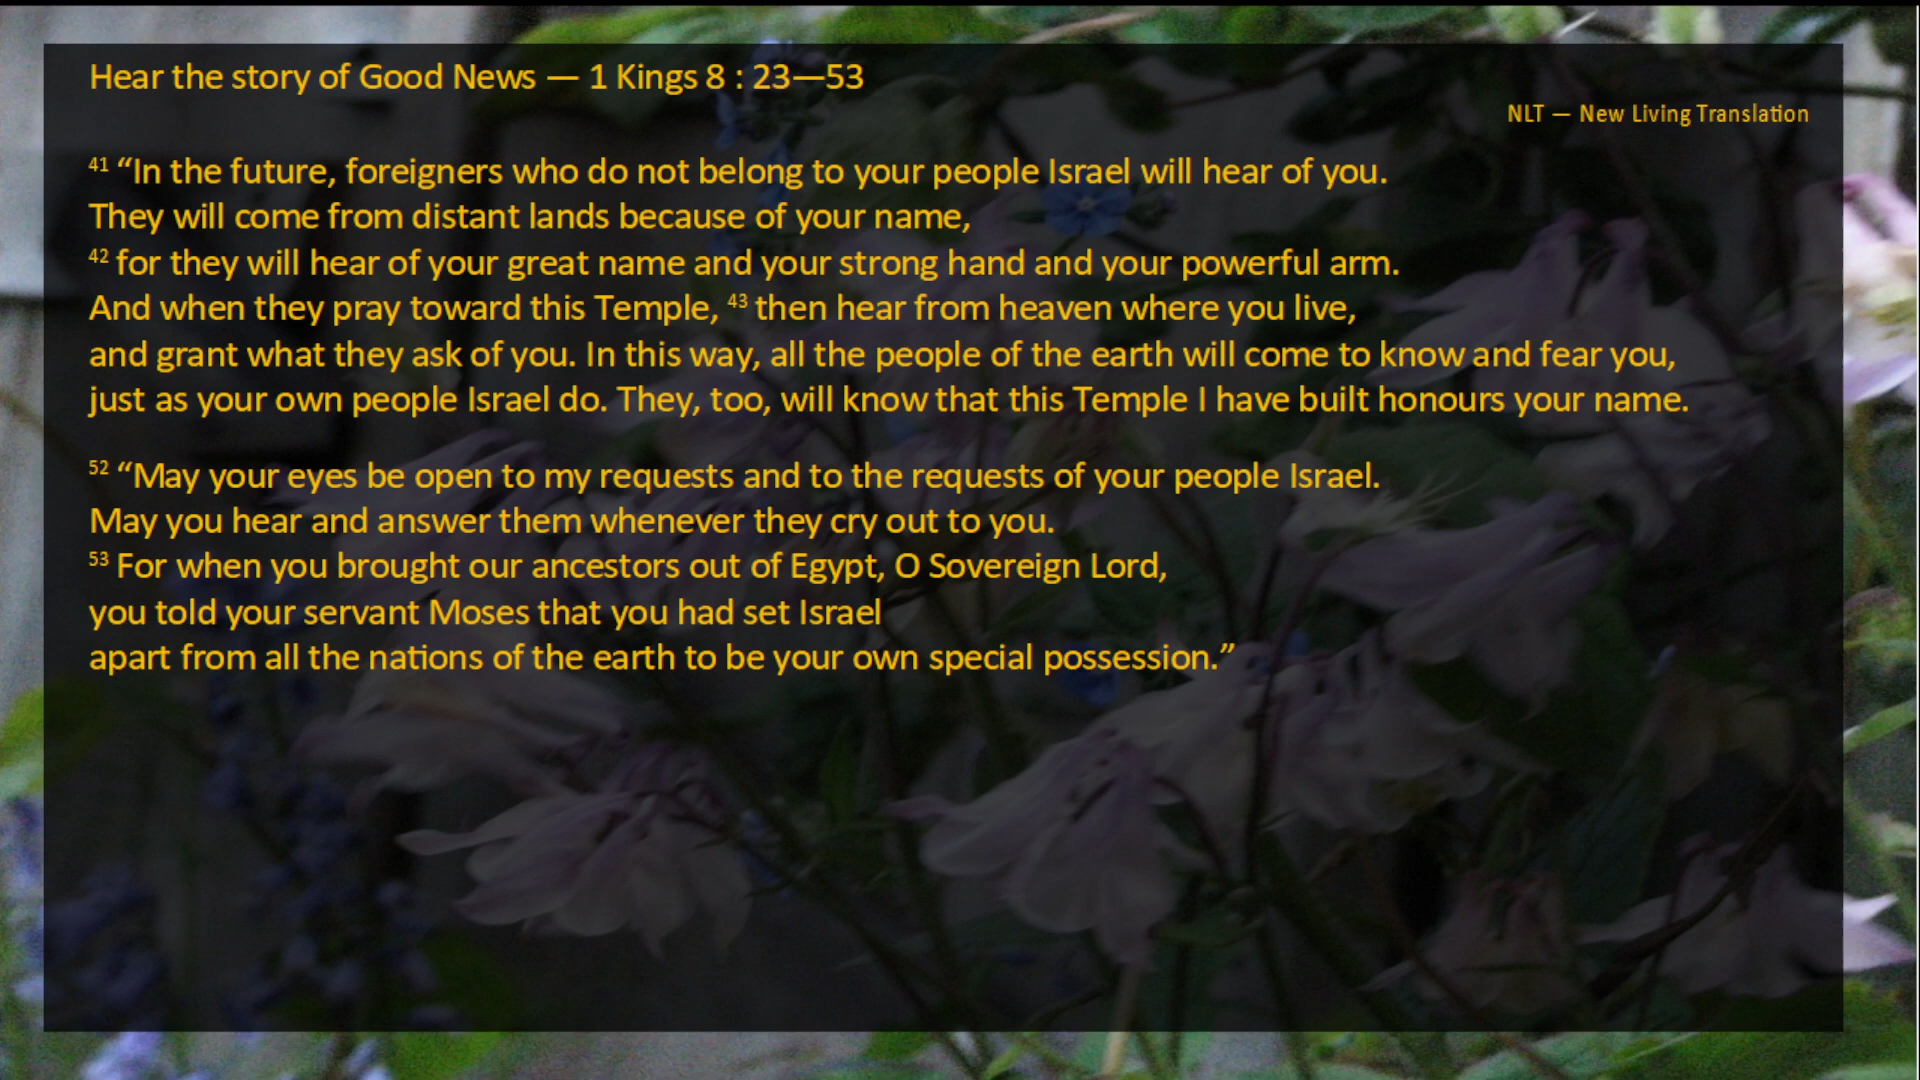 Hear the story of Good News — 1 Kings 8 : 23—53
NLT — New Living Translation
41 “In the future, foreigners who do not belong to your people Israel will hear of you.
They will come from distant lands because of your name,
42 for they will hear of your great name and your strong hand and your powerful arm.
And when they pray toward this Temple, 43 then hear from heaven where you live,
and grant what they ask of you. In this way, all the people of the earth will come to know and fear you,
just as your own people Israel do. They, too, will know that this Temple I have built honours your name.
52 “May your eyes be open to my requests and to the requests of your people Israel.
May you hear and answer them whenever they cry out to you.
53 For when you brought our ancestors out of Egypt, O Sovereign Lord,
you told your servant Moses that you had set Israel
apart from all the nations of the earth to be your own special possession.”